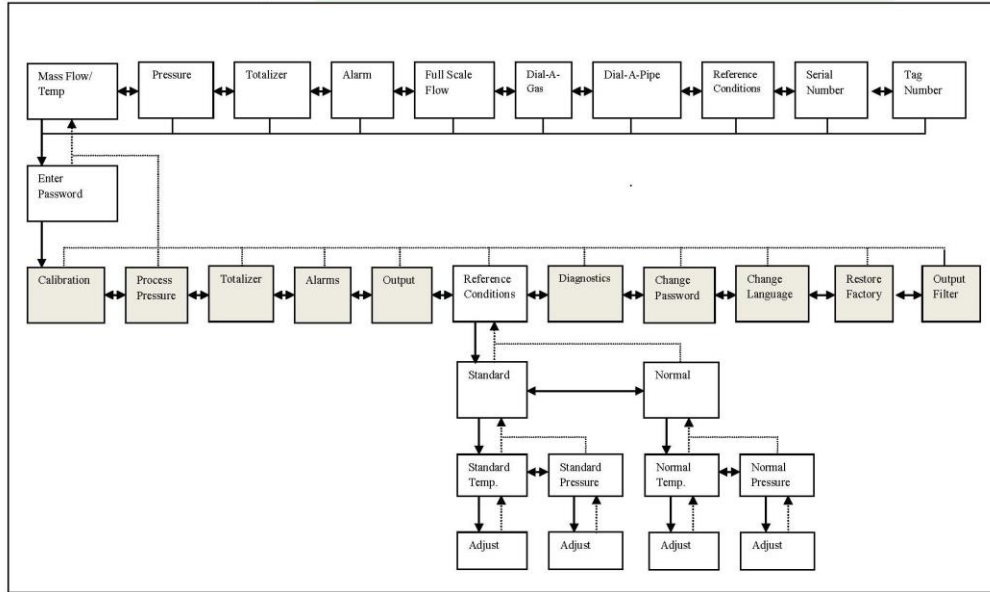 Mass Flow/
Temp
Pressure
Totalizer
Alarm
Full Scale
Flow
Dial-A-
Gas
Dial-A-Pipe
Reference
Conditions
Serial
Number
Tag
Number
Enter
Password
Calibration
Process
Pressure
Totalizer
Alarms
Output
Reference
Conditions
Diagnostics
Change
Password
Change
Language
Restore
Factory
Output
Filter
Standard
Normal
Standard
Temp.
Standard
Pressure
Normal
Temp.
Normal
Pressure
Adjust
Adjust
Adjust
Adjust